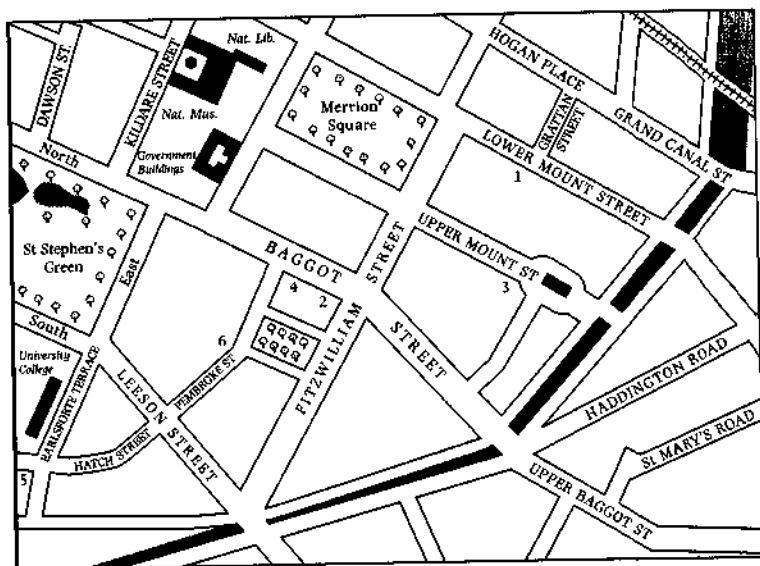 DAWSON ST.
KILDARE STREET
Nat. Lib.
Nat. Mus.
Government
Buildings
Merrion
Square
HOGAN PLACE
GRATTAN
STREET
GRAND CANAL ST
LOWER MOUNT STREET
1
North
St Stephen's
Green
East
South
BAGGOT
STREET
UPPER MOUNT ST
3
FITZWILLIAM
STREET
4
2
6
University
College
EARLSFORTE TERRACE
LEESON STREET
PEMBROKE ST
HATCH STREET
5
HADDINGTON ROAD
St MARY'S ROAD
UPPER BAGGOT ST